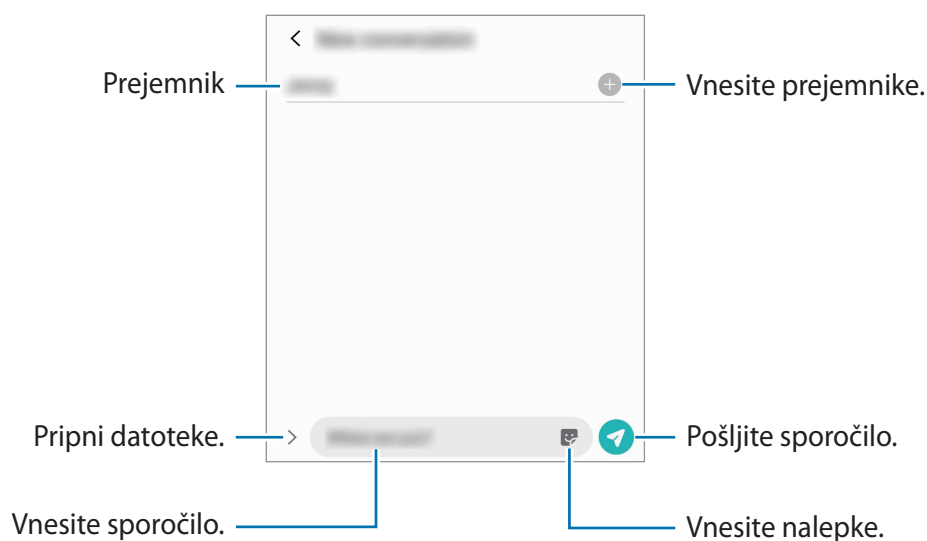 Prejemnik
Vnesite prejemnike.
Pripni datoteke.
Pošljite sporočilo.
Vnesite sporočilo.
Vnesite nalepke.